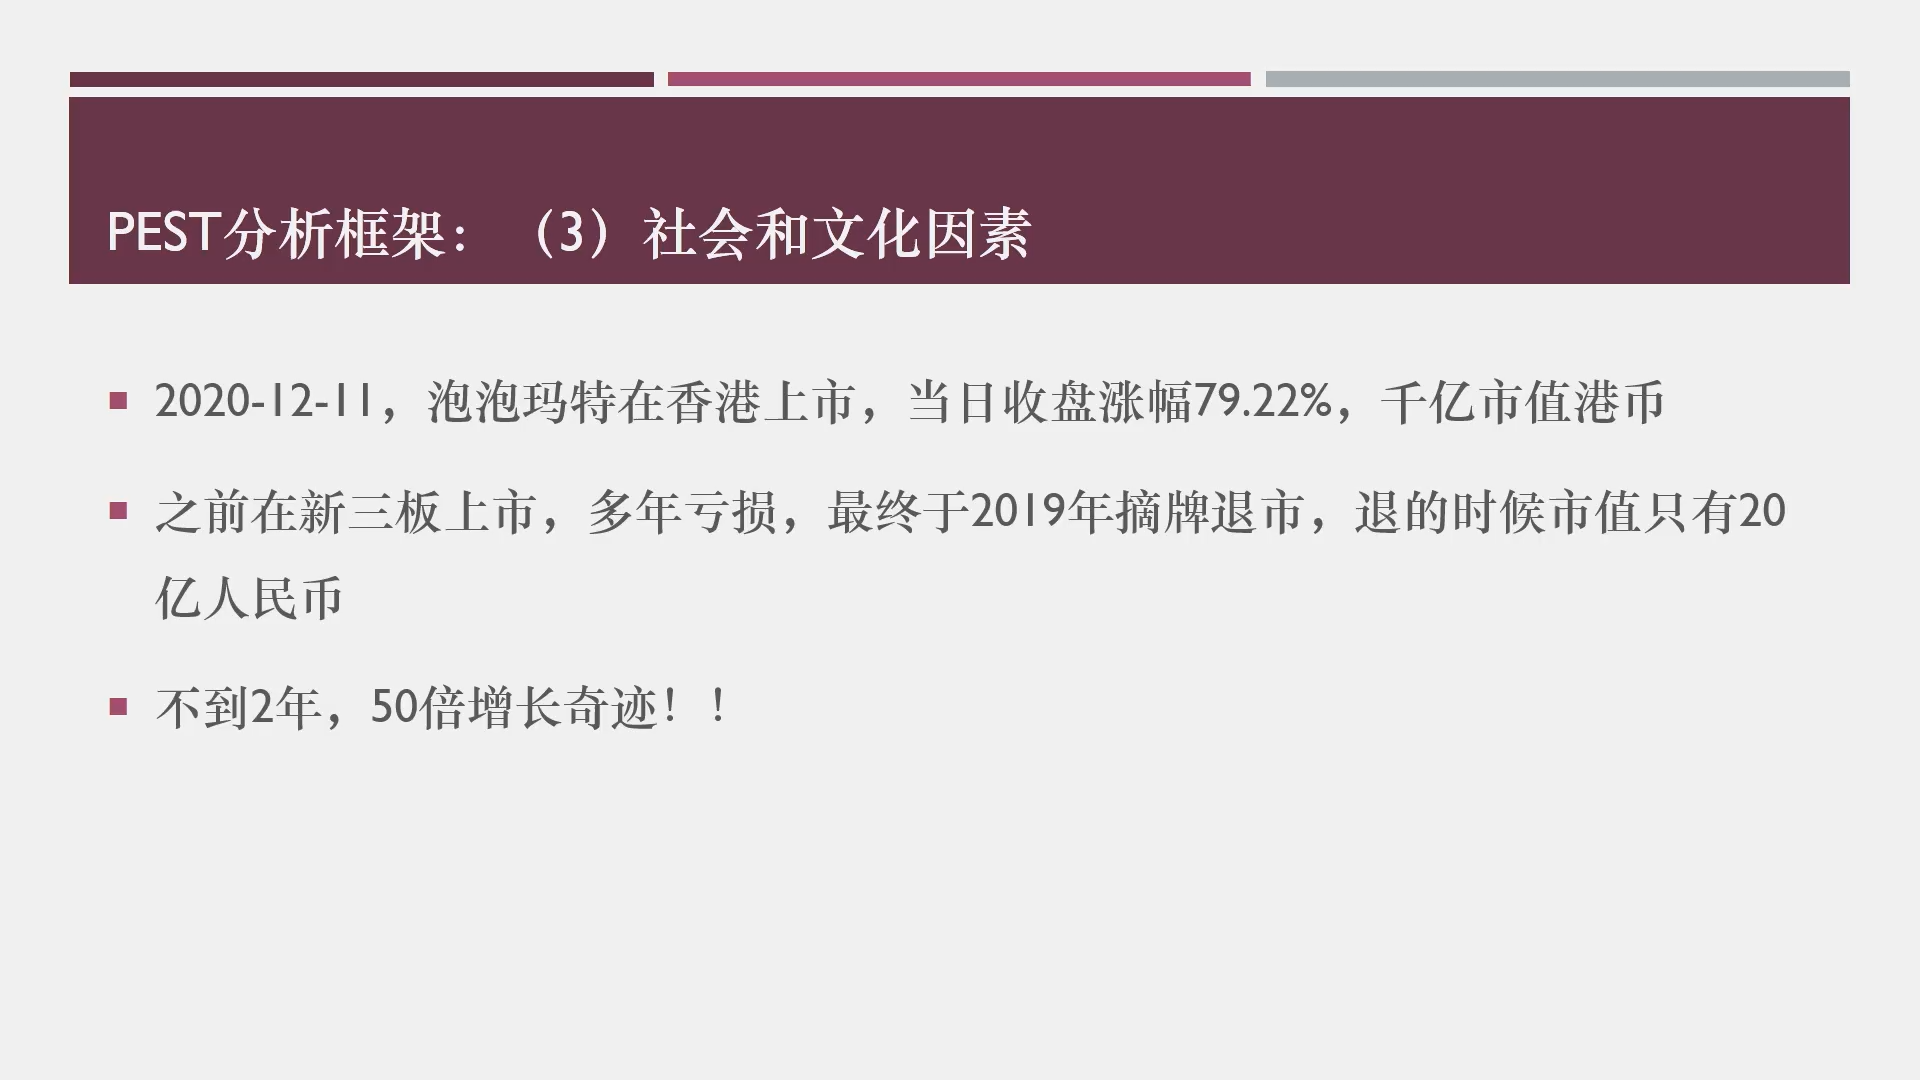 PEST分析框架：（3）社会和文化因素
2020-12-11，泡泡玛特在香港上市，当日收盘涨幅79.22%，千亿市值港币
之前在新三板上市，多年亏损，最终于2019年摘牌退市，退的时候市值只有20
亿人民币
不到2年，50倍增长奇迹！！